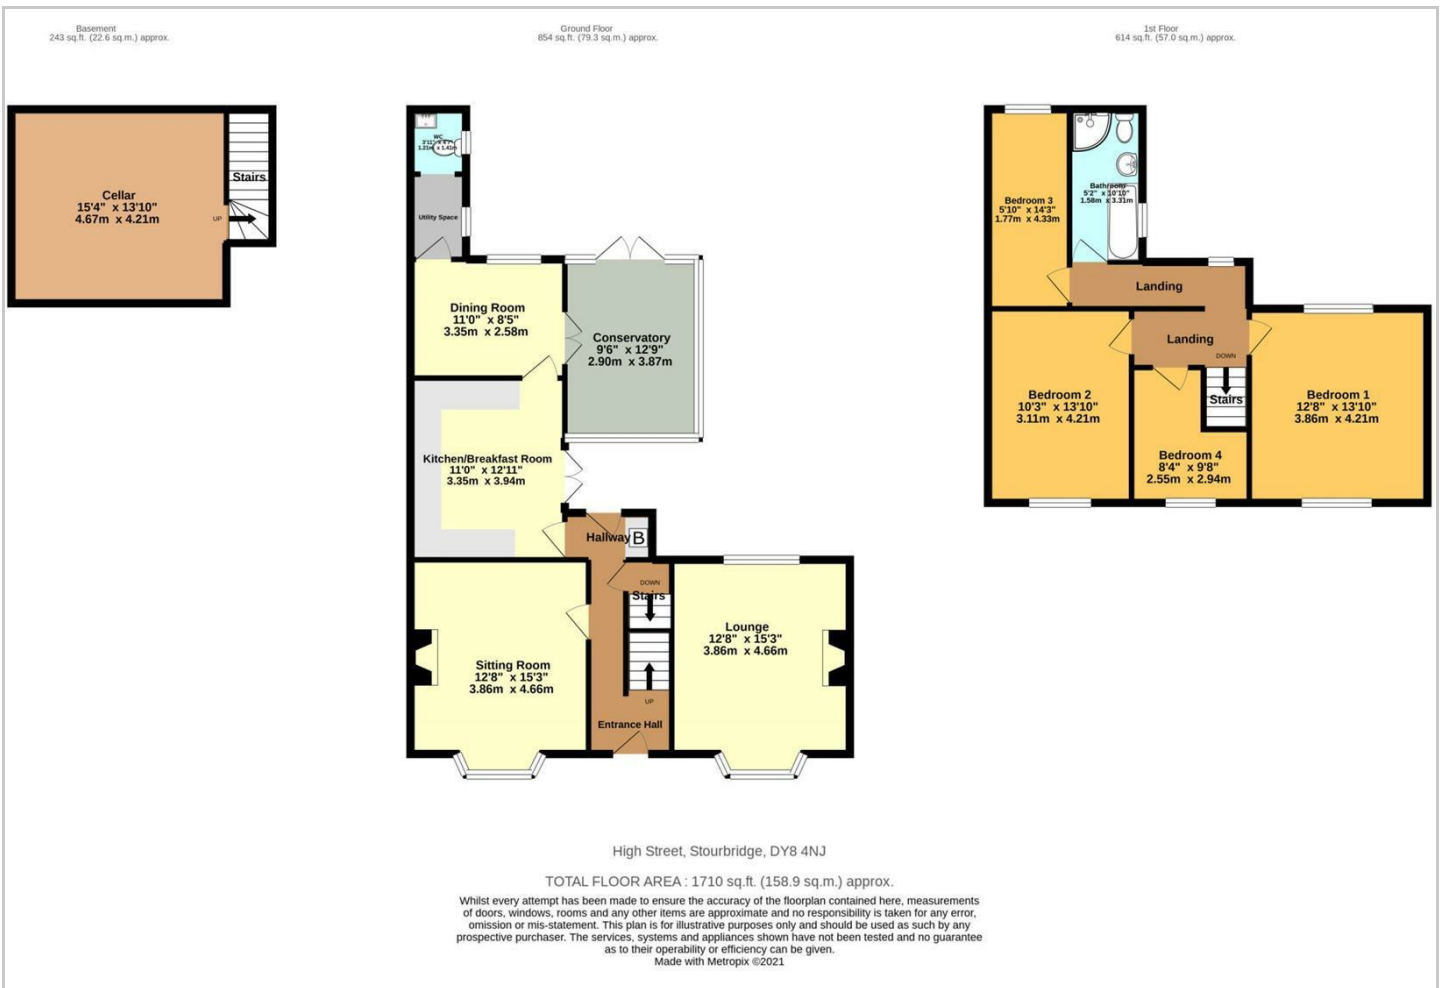 Basement
243 sq.ft. (22.6 sq.m.) approx.
Ground Floor
854 sq.ft. (79.3 sq.m.) approx.
1st Floor
614 sq.ft. (57.0 sq.m.) approx.
Cellar
15'4" x 13'10"
4.67m x 4.21m
Stairs
UP
WC
3'11" x 4'7"
1.21m x 1.41m
Utility Space
Dining Room
11'0" x 8'5"
3.35m x 2.58m
Conservatory
9'6" x 12'9"
2.90m x 3.87m
Kitchen/Breakfast Room
11'0" x 12'11"
3.35m x 3.94m
Hallway
B
DOWN
Stairs
Sitting Room
12'8" x 15'3"
3.86m x 4.66m
Lounge
12'8" x 15'3"
3.86m x 4.66m
UP
Entrance Hall
Bedroom 3
5'10" x 14'3"
1.77m x 4.33m
Bathroom
5'2" x 10'10"
1.58m x 3.31m
Landing
Landing
DOWN
Stairs
Bedroom 2
10'3" x 13'10"
3.11m x 4.21m
Bedroom 1
12'8" x 13'10"
3.86m x 4.21m
Bedroom 4
8'4" x 9'8"
2.55m x 2.94m
High Street, Stourbridge, DY8 4NJ
TOTAL FLOOR AREA : 1710 sq.ft. (158.9 sq.m.) approx.
Whilst every attempt has been made to ensure the accuracy of the floorplan contained here, measurements
of doors, windows, rooms and any other items are approximate and no responsibility is taken for any error,
omission or mis-statement. This plan is for illustrative purposes only and should be used as such by any
prospective purchaser. The services, systems and appliances shown have not been tested and no guarantee
as to their operability or efficiency can be given.
Made with Metropix ©2021